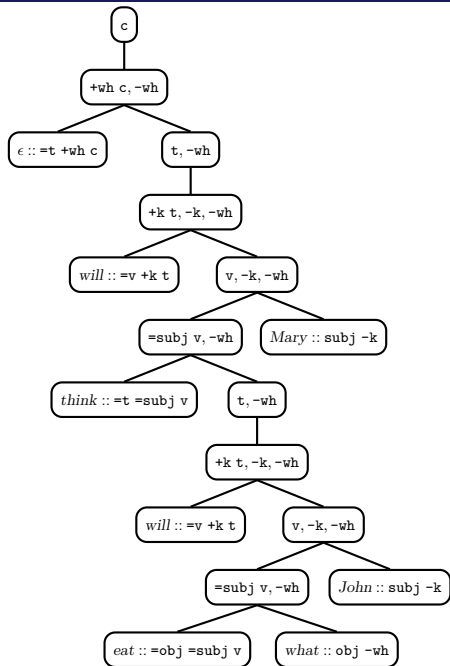 c
+wh c, -wh
ϵ :: =t +wh c
t, -wh
+k t, -k, -wh
will :: =v +k t
v, -k, -wh
=subj v, -wh
Mary :: subj -k
think :: =t =subj v
t, -wh
+k t, -k, -wh
will :: =v +k t
v, -k, -wh
=subj v, -wh
John :: subj -k
eat :: =obj =subj v
what :: obj -wh